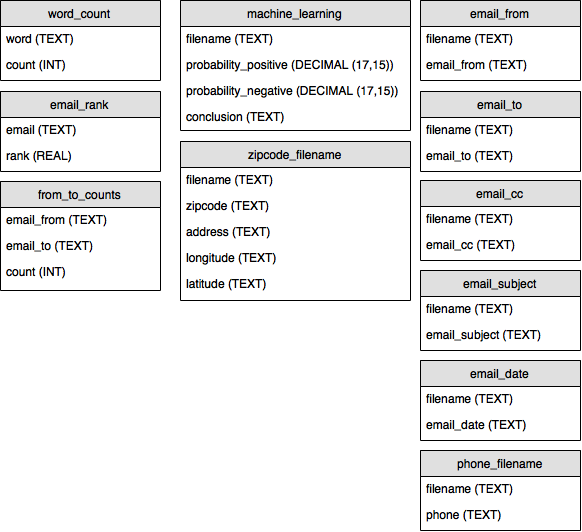 word_count
word (TEXT)
count (INT)
email_rank
email (TEXT)
rank (REAL)
from_to_counts
email_from (TEXT)
email_to (TEXT)
count (INT)
machine_learning
filename (TEXT)
probability_positive (DECIMAL (17,15))
probability_negative (DECIMAL (17,15))
conclusion (TEXT)
zipcode_filename
filename (TEXT)
zipcode (TEXT)
address (TEXT)
longitude (TEXT)
latitude (TEXT)
email_from
filename (TEXT)
email_from (TEXT)
email_to
filename (TEXT)
email_to (TEXT)
email_cc
filename (TEXT)
email_cc (TEXT)
email_subject
filename (TEXT)
email_subject (TEXT)
email_date
filename (TEXT)
email_date (TEXT)
phone_filename
filename (TEXT)
phone (TEXT)